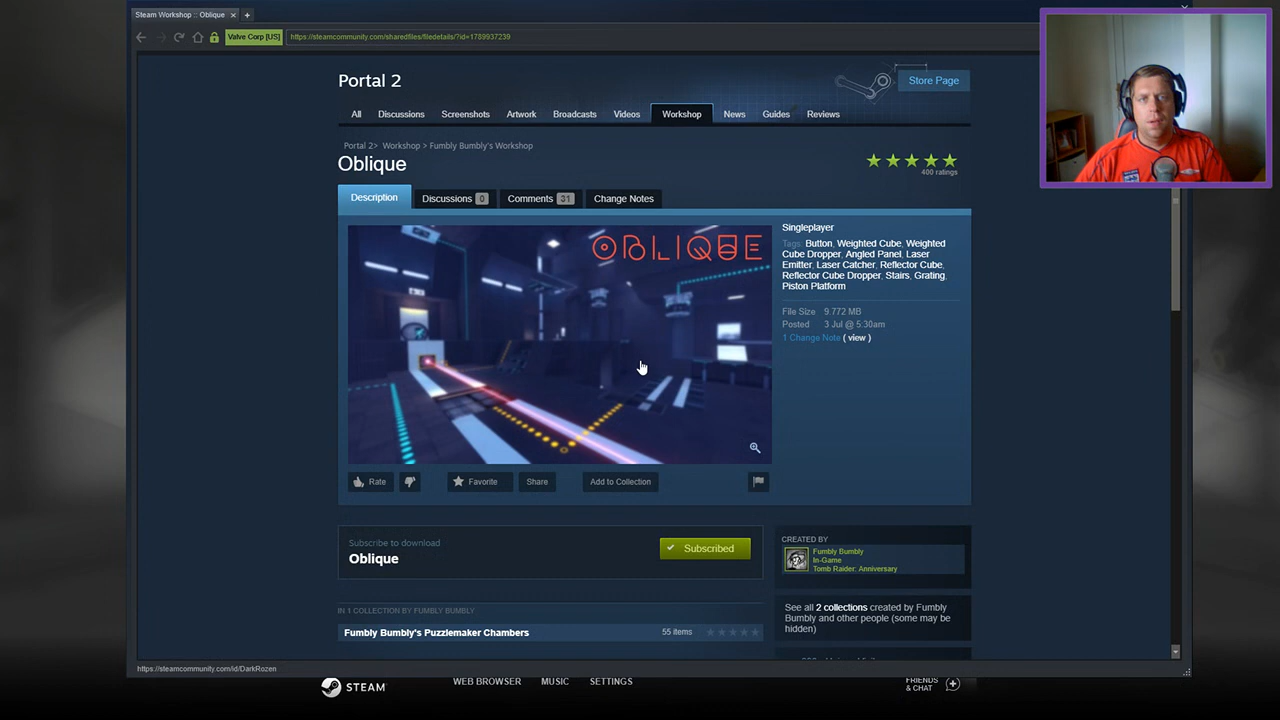 Steam Workshop :: Oblique
Valve Corp [US]
https://steamcommunity.com/sharedfiles/filedetails/?id=1789937239
Portal 2
Store Page
All Discussions Screenshots Artwork Broadcasts Videos Workshop News Guides Reviews
Portal 2> Workshop > Fumbly Bumbly's Workshop
Oblique
400 ratings
Description Discussions 0 Comments 31 Change Notes
OBLIQUE
Singleplayer
Tags: Button, Weighted Cube, Weighted
Cube Dropper, Angled Panel, Laser
Emitter, Laser Catcher, Reflector Cube,
Reflector Cube Dropper, Stairs, Grating,
Piston Platform
File Size 9.772 MB
Posted 3 Jul @ 5:30am
1 Change Note ( view )
Rate Favorite Share Add to Collection
Subscribe to download
Oblique
Subscribed
CREATED BY
Fumbly Bumbly
In-Game
Tomb Raider: Anniversary
See all 2 collections created by Fumbly
Bumbly and other people (some may be
hidden)
IN 1 COLLECTION BY FUMBLY BUMBLY
Fumbly Bumbly's Puzzlemaker Chambers
55 items
https://steamcommunity.com/id/DarkRozen
STEAM
WEB BROWSER MUSIC SETTINGS
FRIENDS
& CHAT